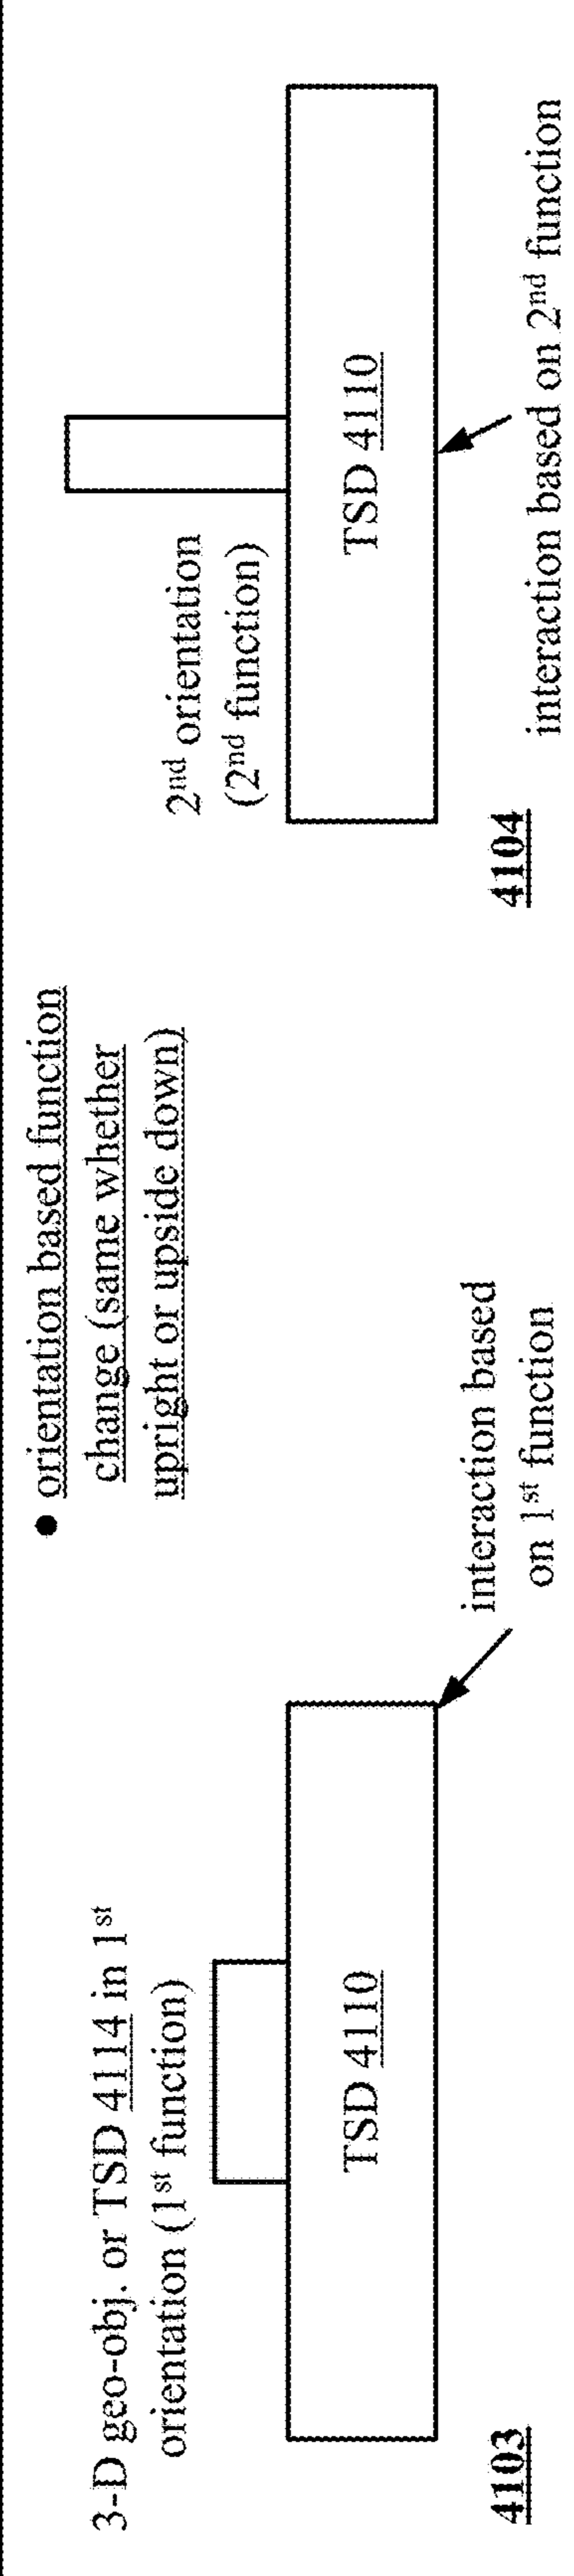 3-D geo-obj. or TSD 4114 in 1st
orientation (1st function)
TSD 4110
interaction based
on 1st function
4103
● orientation based function
change (same whether
upright or upside down)
2nd orientation
(2nd function)
TSD 4110
interaction based on 2nd function
4104